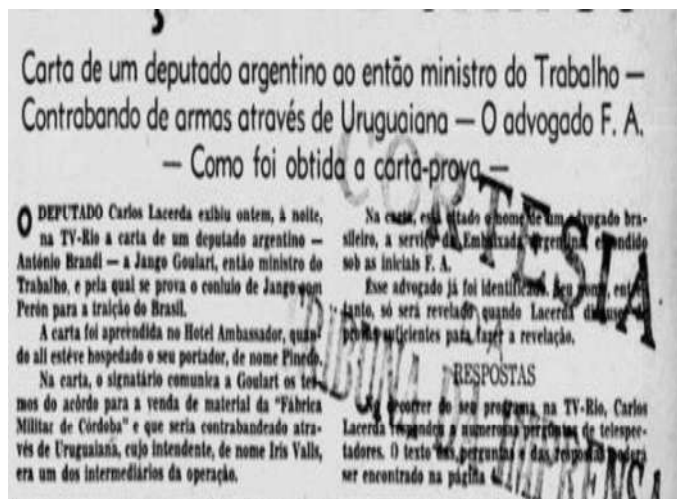 Carta de um deputado argentino ao então ministro do Trabalho —
Contrabando de armas através de Uruguaiana — O advogado F. A.
— Como foi obtida a carta-prova —
O DEPUTADO Carlos Lacerda exibiu ontem, à noite,
na TV-Rio a carta de um deputado argentino —
António Brandi — a Jango Goulart, então ministro do
Trabalho, e pela qual se prova o conluio de Jango com
Perón para a traição do Brasil.
A carta foi apreendida no Hotel Ambassador, quan-
do ali estêve hospedado o seu portador, de nome Pinedo.
Na carta, o signatário comunica a Goulart os ter-
mos do acôrdo para a venda de material da "Fábrica
Militar de Córdoba" e que seria contrabandeado atra-
vés de Uruguaiana, cujo intendente, de nome Iris Valls,
era um dos intermediários da operação.
Na carta, está citado o nome de um advogado bra-
sileiro, a serviço da Embaixada argentina, escondido
sob as iniciais F. A.
Esse advogado já foi identificado. Seu nome, entre-
tanto, só será revelado quando Lacerda
provas suficientes para fazer a revelação.
RESPOSTAS
No decorrer do seu programa na TV-Rio, Carlos
Lacerda respondeu a numerosas perguntas de telespec-
tadores. O texto das perguntas e das respostas poderá
ser encontrado na página
CORTESIA
DA
TRIBUNA DA IMPRENSA